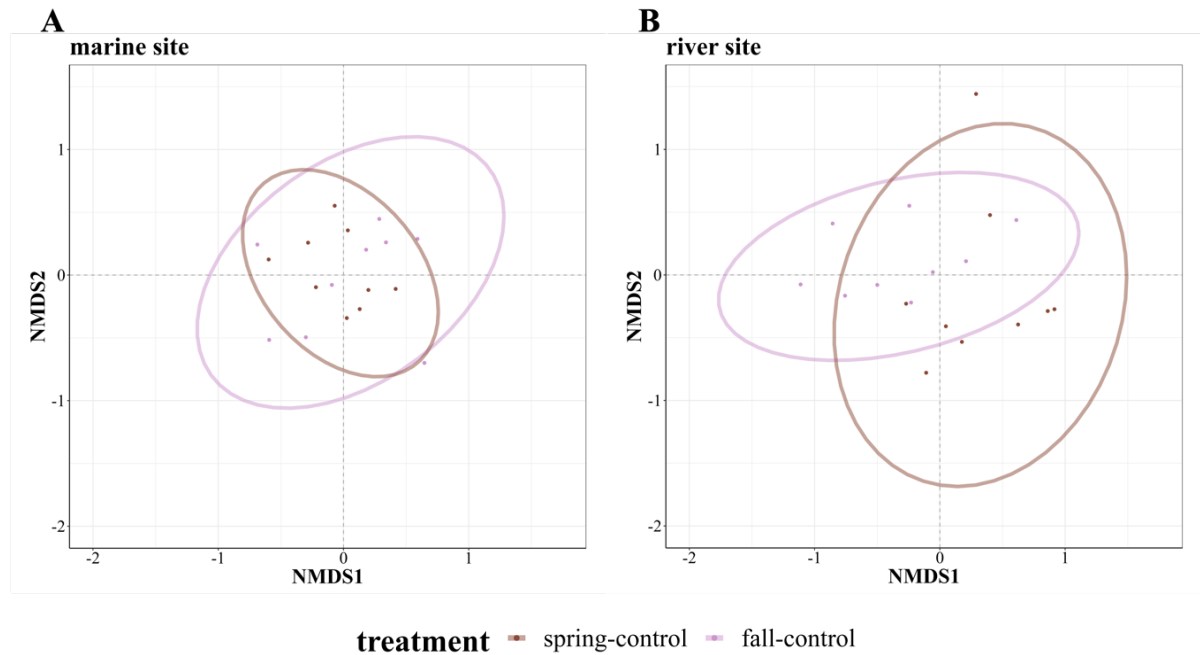 A
marine site
1
0
-1
-2
-2
-1
0
1
NMDS1
NMDS2
B
river site
1
0
-1
-2
-2
-1
0
1
NMDS1
NMDS2
treatment spring-control fall-control